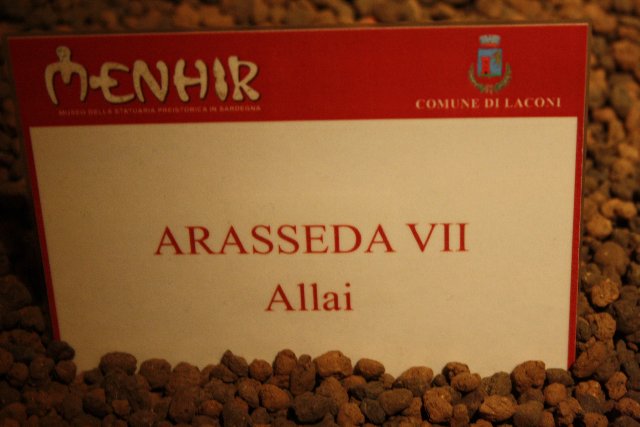 MENHIR
MUSEO DELLA STATUARIA PREISTORICA IN SARDEGNA
COMUNE DI LACONI
ARASSEDA VII
Allai